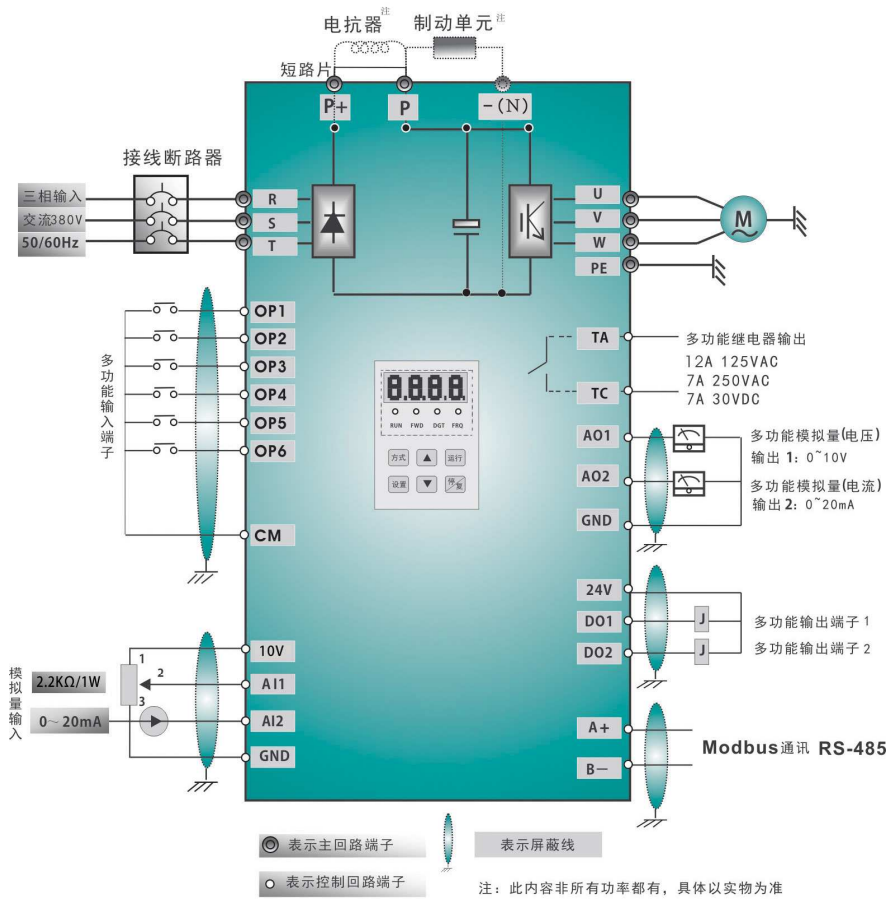 电抗器注
制动单元注
短路片
P+
P
-(N)
接线断路器
三相输入
交流380V
50/60Hz
R
S
T
U
V
W
PE
M
OP1
OP2
OP3
OP4
OP5
OP6
CM
多功能输入端子
8.8.8.8.
RUN FWD DGT FRQ
方式 ▲ 运行
设置 ▼ 停/复
TA
TC
多功能继电器输出
12A 125VAC
7A 250VAC
7A 30VDC
AO1
AO2
GND
多功能模拟量(电压)
输出 1: 0~10V
多功能模拟量(电流)
输出 2: 0~20mA
24V
DO1
DO2
J
J
多功能输出端子1
多功能输出端子2
模拟量输入
2.2KΩ/1W
0~20mA
1
2
3
10V
AI1
AI2
GND
A+
B—
Modbus通讯 RS-485
表示主回路端子
表示屏蔽线
表示控制回路端子
注: 此内容非所有功率都有, 具体以实物为准